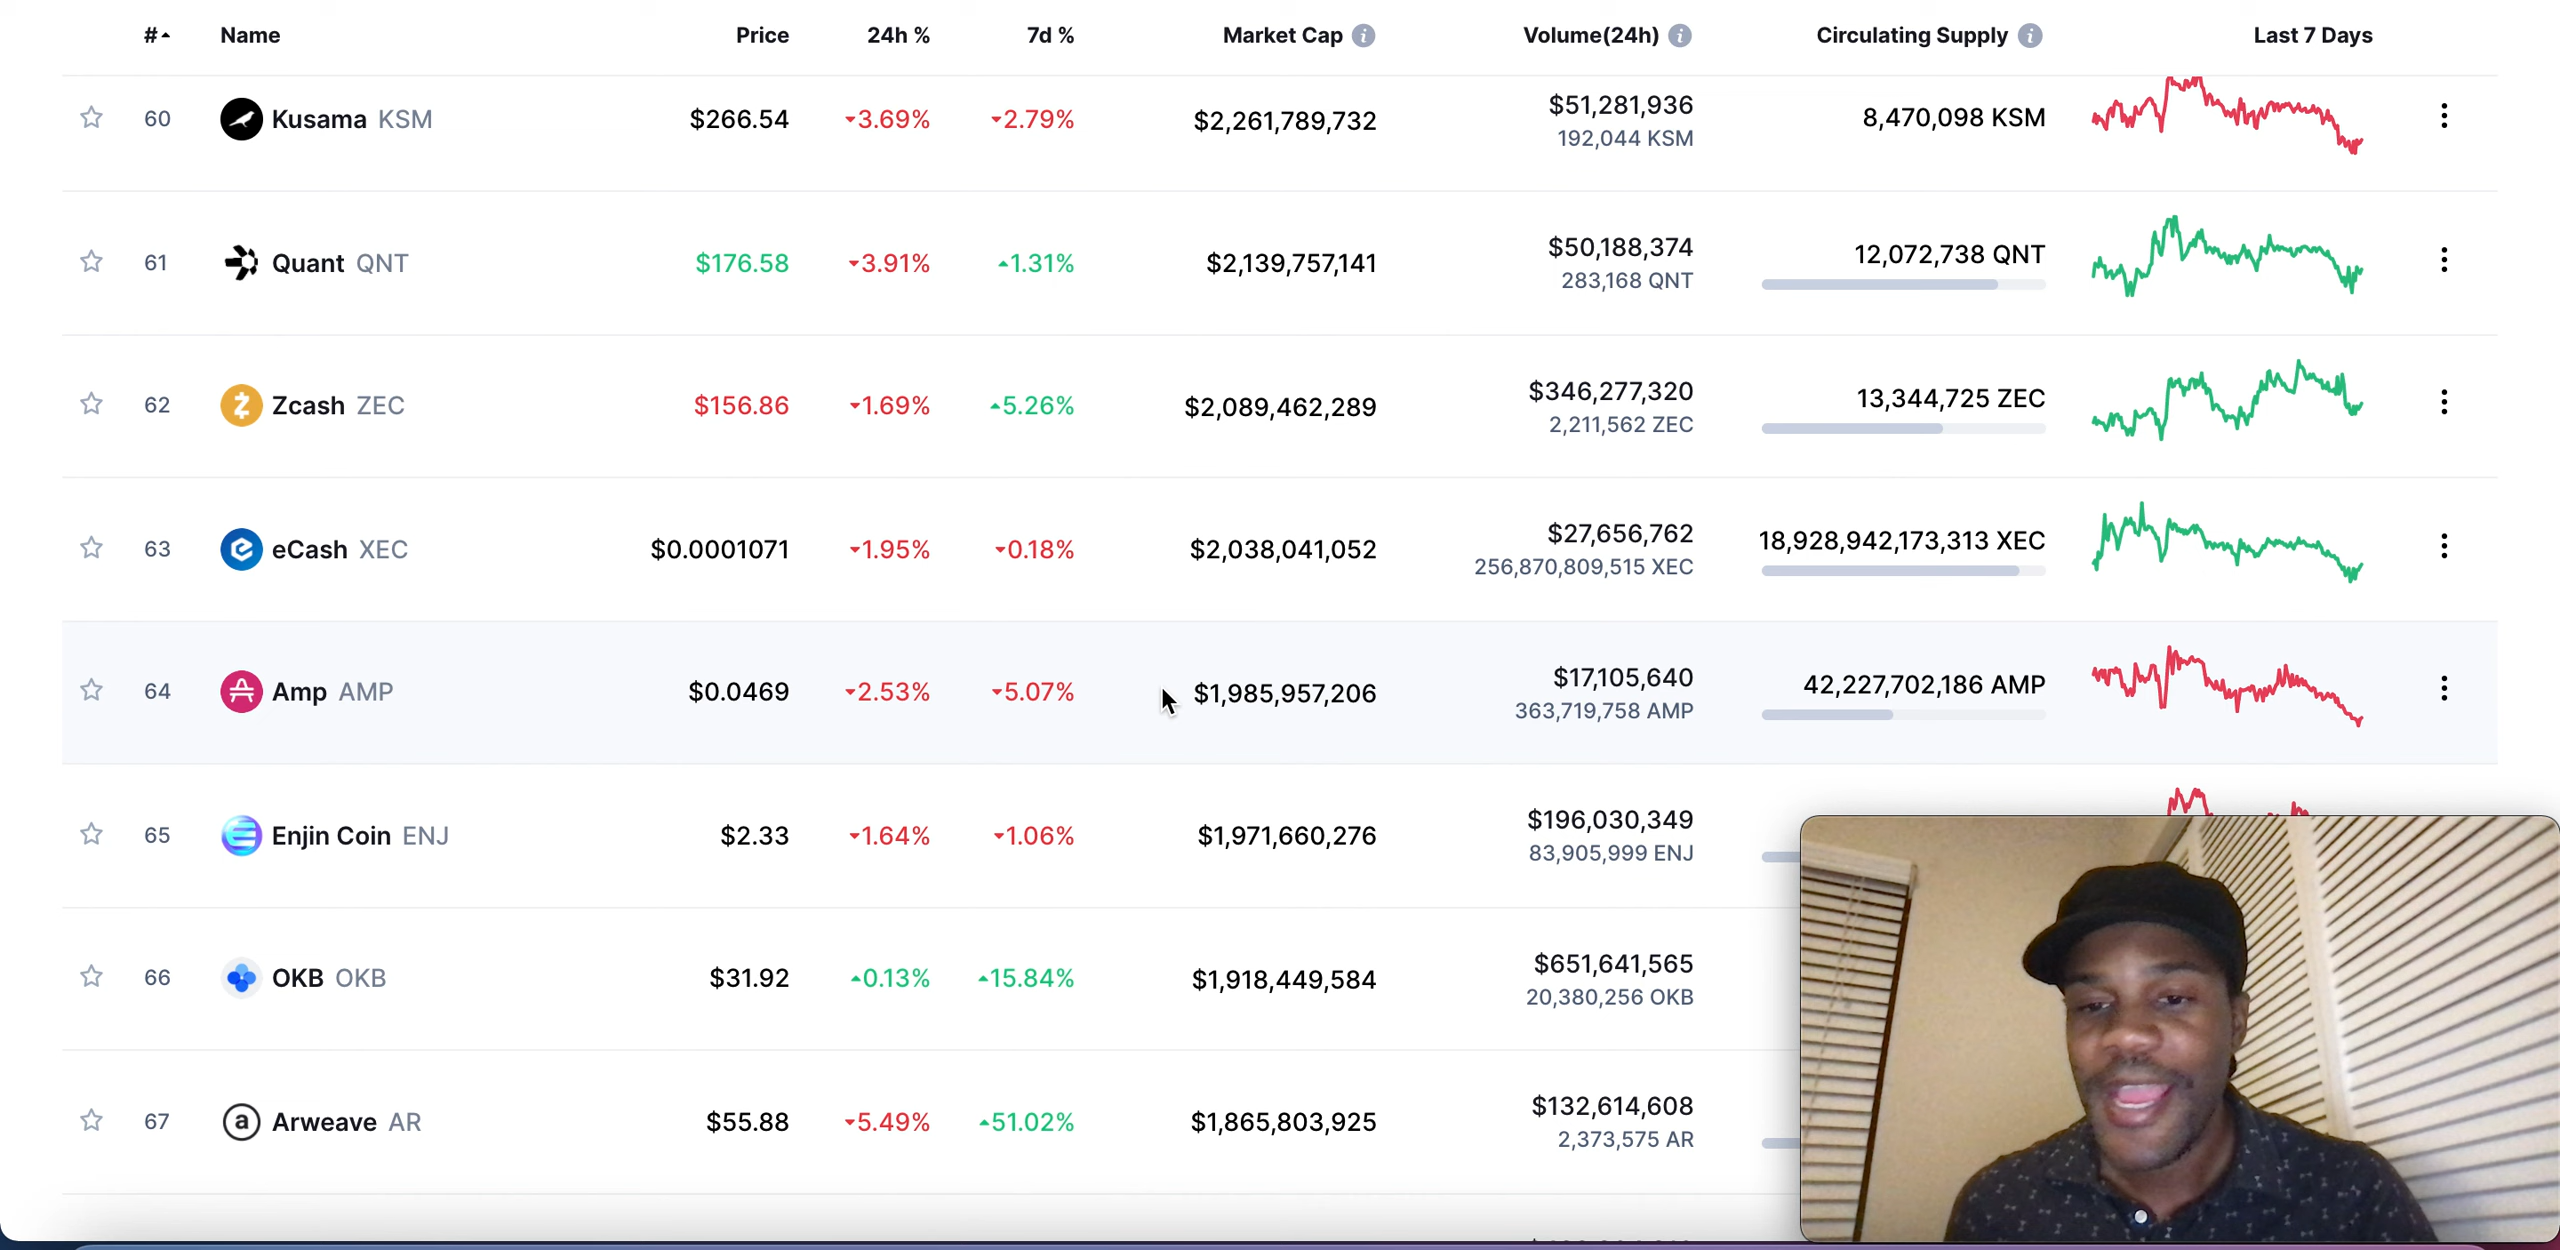 # Name Price 24h % 7d % Market Cap Volume(24h) Circulating Supply Last 7 Days
60 Kusama KSM $266.54 3.69% 2.79% $2,261,789,732 $51,281,936 8,470,098 KSM
192,044 KSM
61 Quant QNT $176.58 3.91% 1.31% $2,139,757,141 $50,188,374 12,072,738 QNT
283,168 QNT
62 Zcash ZEC $156.86 1.69% 5.26% $2,089,462,289 $346,277,320 13,344,725 ZEC
2,211,562 ZEC
63 eCash XEC $0.0001071 1.95% 0.18% $2,038,041,052 $27,656,762 18,928,942,173,313 XEC
256,870,809,515 XEC
64 Amp AMP $0.0469 2.53% 5.07% $1,985,957,206 $17,105,640 42,227,702,186 AMP
363,719,758 AMP
65 Enjin Coin ENJ $2.33 1.64% 1.06% $1,971,660,276 $196,030,349
83,905,999 ENJ
66 OKB OKB $31.92 0.13% 15.84% $1,918,449,584 $651,641,565
20,380,256 OKB
67 Arweave AR $55.88 5.49% 51.02% $1,865,803,925 $132,614,608
2,373,575 AR